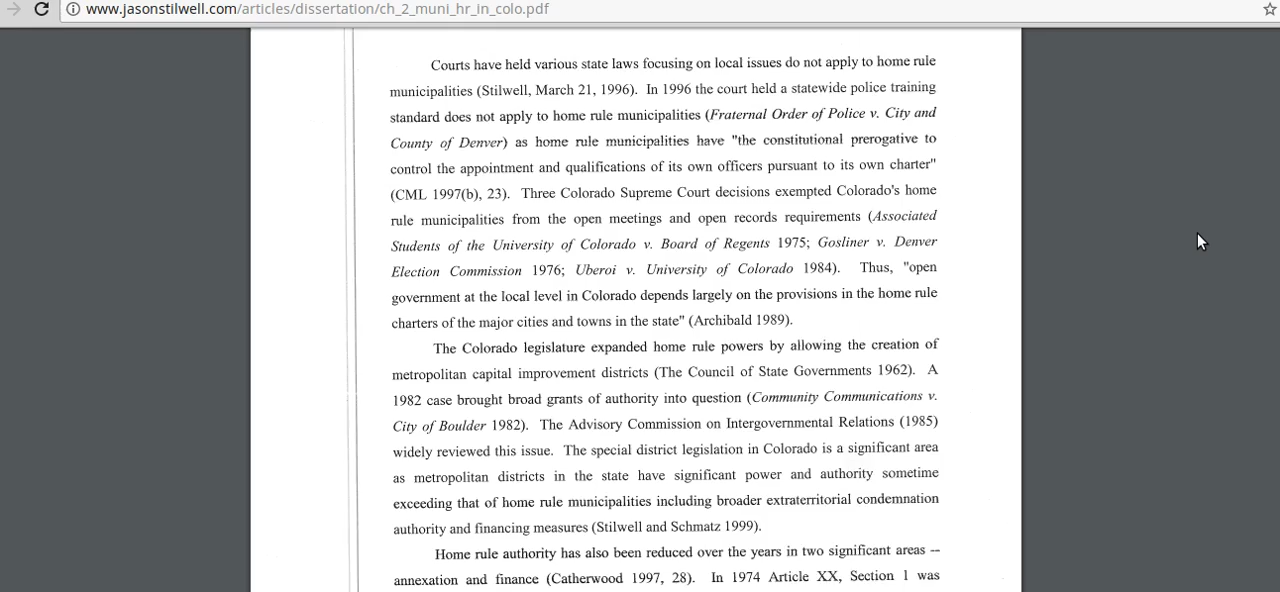 www.jasonstilwell.com/articles/dissertation/ch_2_muni_hr_in_colo.pdf
Courts have held various state laws focusing on local issues do not apply to home rule
municipalities (Stilwell, March 21, 1996). In 1996 the court held a statewide police training
standard does not apply to home rule municipalities (Fraternal Order of Police v. City and
County of Denver) as home rule municipalities have "the constitutional prerogative to
control the appointment and qualifications of its own officers pursuant to its own charter"
(CML 1997(b), 23). Three Colorado Supreme Court decisions exempted Colorado's home
rule municipalities from the open meetings and open records requirements (Associated
Students of the University of Colorado v. Board of Regents 1975; Gosliner v. Denver
Election Commission 1976; Uberoi v. University of Colorado 1984). Thus, "open
government at the local level in Colorado depends largely on the provisions in the home rule
charters of the major cities and towns in the state" (Archibald 1989).
The Colorado legislature expanded home rule powers by allowing the creation of
metropolitan capital improvement districts (The Council of State Governments 1962). A
1982 case brought broad grants of authority into question (Community Communications v.
City of Boulder 1982). The Advisory Commission on Intergovernmental Relations (1985)
widely reviewed this issue. The special district legislation in Colorado is a significant area
as metropolitan districts in the state have significant power and authority sometime
exceeding that of home rule municipalities including broader extraterritorial condemnation
authority and financing measures (Stilwell and Schmatz 1999).
Home rule authority has also been reduced over the years in two significant areas --
annexation and finance (Catherwood 1997, 28). In 1974 Article XX, Section 1 was